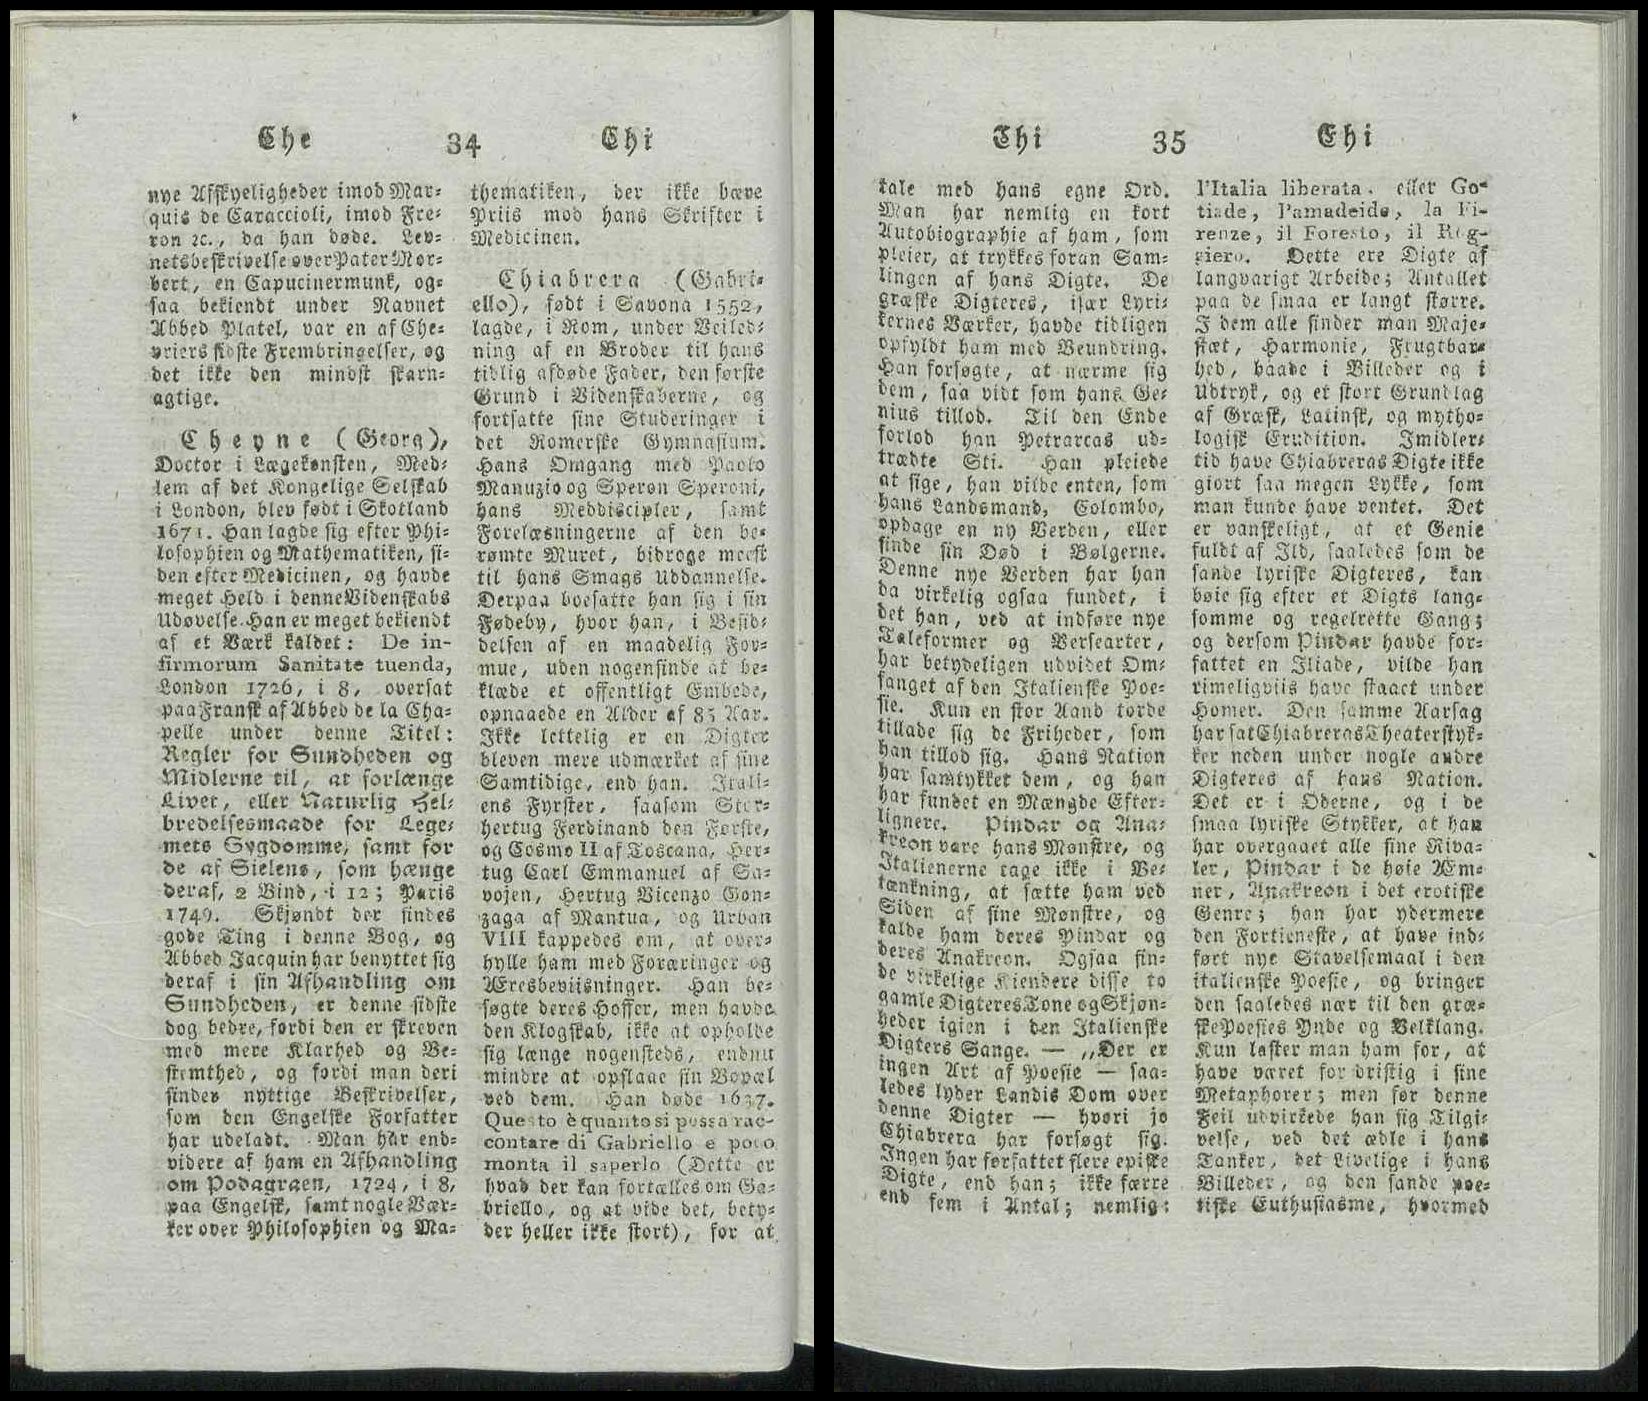 Che 34 Chi
nye Afskyeligheder imod Mar-
quis de Caraccioli, imod Fre-
ron ꝛc., da han døde. Lev-
netsbeskrivelse over Pater Nor-
bert, en Capucinermunk, og-
saa bekiendt under Navnet
Abbed Platel, var en af Che-
vriers sidste Frembringelser, og
det ikke den mindst skarn-
agtige.
Cheyne (Georg),
Doctor i Lægekonsten, Med-
lem af det Kongelige Selskab
i London, blev født i Skotland
1671. Han lagde sig efter Phi-
losophien og Mathematiken, si-
den efter Medicinen, og havde
meget Held i denne Videnskabs
Udøvelse. Han er meget bekiendt
af et Værk kaldet: De in-
firmorum Sanitate tuenda,
London 1726, i 8, oversat
paa Fransk af Abbed de la Cha-
pelle under denne Titel:
Regler for Sundheden og
Midlerne til, at forlænge
Livet, eller Naturlig Hel-
bredelsesmaade for Lege-
mets Sygdomme, samt for
de af Sielens, som hænge
deraf, 2 Bind, i 12; Paris
1749. Skjøndt der findes
gode Ting i denne Bog, og
Abbed Jacquin har benyttet sig
deraf i sin Afhandling om
Sundheden, er denne sidste
dog bedre, fordi den er skreven
med mere Klarhed og Be-
stemthed, og fordi man deri
finder nyttige Beskrivelser,
som den Engelske Forfatter
har udeladt. Man har end-
videre af ham en Afhandling
om Podagraen, 1724, i 8,
paa Engelsk, samt nogle Vær-
ker over Philosophien og Ma-
thematiken, der ikke bære
Priis mod hans Skrifter i
Medicinen.
Chiabrera (Gabri-
ello), født i Savona 1552,
lagde, i Rom, under Veiled-
ning af en Broder til hans
tidlig afdøde Fader, den første
Grund i Videnskaberne, og
fortsatte sine Studeringer i
det Romerske Gymnasium.
Hans Omgang med Paolo
Manuzio og Speron Speroni,
hans Meddiscipler, samt
Forelæsningerne af den be-
rømte Muret, bidroge meest
til hans Smags Uddannelse.
Derpaa boesatte han sig i sin
Fødeby, hvor han, i Besid-
delsen af en maadelig For-
mue, uden nogensinde at be-
klæde et offentligt Embede,
opnaaede en Alder af 85 Aar.
Ikke lettelig er en Digter
bleven mere udmærket af sine
Samtidige, end han. Itali-
ens Fyrster, saasom Stor-
hertug Ferdinand den Første,
og Cosmo II af Toscana, Her-
tug Carl Emmanuel af Sa-
vojen, Hertug Vicenzo Gon-
zaga af Mantua, og Urban
VIII kappedes om, at over-
hylle ham med Foræringer og
Æresbeviisninger. Han be-
søgte deres Hoffer, men havde
den Klogskab, ikke at opholde
sig længe nogensteds, endnu
mindre at opslaae sin Bopæl
ved dem. Han døde 1637.
Questo è quanto si possa rac-
contare di Gabriello e poco
monta il saperlo (Dette er
hvad der kan fortælles om Ga-
briello, og at vide det, bety-
der heller ikke stort), for at
Chi 35 Chi
tale med hans egne Ord.
Man har nemlig en kort
Autobiographie af ham, som
pleier, at trykkes foran Sam-
lingen af hans Digte. De
græske Digteres, især Lyri-
kernes Værker, havde tidligen
opfyldt ham med Beundring.
Han forsøgte, at nærme sig
dem, saa vidt som hans Ge-
nius tillod. Til den Ende
forlod han Petrarcas ud-
trædte Sti. Han pleiede
at sige, han vilde enten, som
hans Landsmand, Colombo,
opdage en ny Verden, eller
finde sin Død i Bølgerne.
Denne nye Verden har han
da virkelig ogsaa fundet, i
det han, ved at indføre nye
Taleformer og Versearter,
har betydeligen udvidet Om-
fanget af den Italienske Poe-
sie. Kun en stor Aand torde
tillade sig de Friheder, som
han tillod sig. Hans Nation
har samtykket dem, og han
har fundet en Mængde Efter-
lignere. Pindar og Ana-
kreon vare hans Mønstre, og
Italienerne tage ikke i Be-
tænkning, at sætte ham ved
Siden af sine Mønstre, og
kalde ham deres Pindar og
deres Anakreon. Ogsaa fin-
de virkelige Kiendere disse to
gamle Digteres Tone og Skjøn-
heder igien i den Italienske
Digters Sange. — „Der er
ingen Art af Poesie — saa-
ledes lyder Landis Dom over
denne Digter — hvori jo
Chiabrera har forsøgt sig.
Ingen har forfattet flere episke
Digte, end han; ikke færre
end fem i Antal; nemlig:
l'Italia liberata, eller Go-
tiade, l'amadeide, la Fi-
renze, il Foresto, il Rug-
giero. Dette ere Digte af
langvarigt Arbeide; Antallet
paa de smaa er langt større.
I dem alle finder man Maje-
stæt, Harmonie, Frugtbar-
hed, baade i Billeder og i
Udtryk, og et stort Grundlag
af Græsk, Latinsk, og mytho-
logisk Erudition. Imidler-
tid have Chiabreras Digte ikke
giort saa megen Lykke, som
man kunde have ventet. Det
er vanskeligt, at et Genie
fuldt af Ild, saaledes som de
sande lyriske Digteres, kan
bøie sig efter et Digts lang-
somme og regelrette Gang;
og dersom Pindar havde for-
fattet en Iliade, vilde han
rimeligviis have staaet under
Homer. Den samme Aarsag
har sat Chiabreras Theaterstyk-
ker neden under nogle andre
Digteres af hans Nation.
Det er i Oderne, og i de
smaa lyriske Stykker, at han
har overgaaet alle sine Riva-
ler, Pindar i de høie Æm-
ner, Anakreon i det erotiske
Genre; han har ydermere
den Fortieneste, at have ind-
ført nye Stavelsemaal i den
italienske Poesie, og bringer
den saaledes nær til den græ-
ske Poesies Ynde og Velklang.
Kun laster man ham for, at
have været for dristig i sine
Metaphorer; men for denne
Feil udvirkede han sig Tilgi-
velse, ved det ædle i hans
Tanker, det Livelige i hans
Billeder, og den sande poe-
tiske Euthusiasme, hvormed